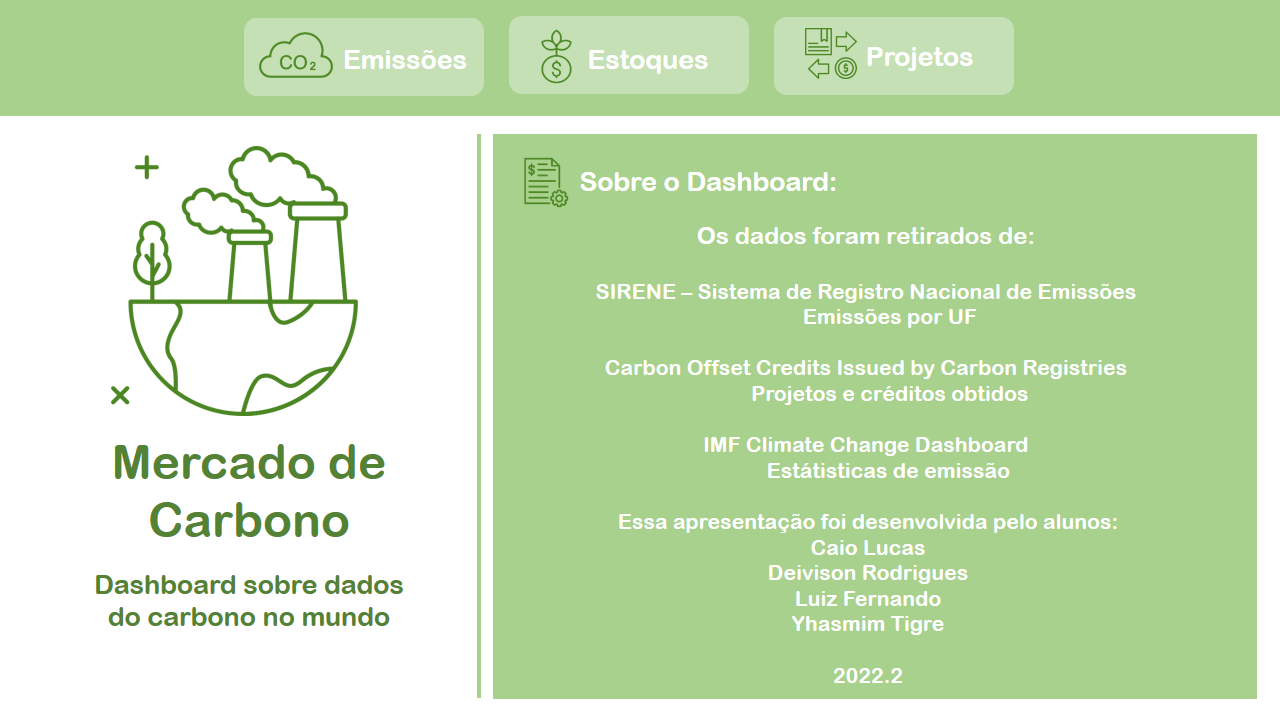 CO2
Emissões
Estoques
Projetos
Mercado de
Carbono
Dashboard sobre dados
do carbono no mundo
Sobre o Dashboard:
Os dados foram retirados de:
SIRENE – Sistema de Registro Nacional de Emissões
Emissões por UF
Carbon Offset Credits Issued by Carbon Registries
Projetos e créditos obtidos
IMF Climate Change Dashboard
Estátisticas de emissão
Essa apresentação foi desenvolvida pelo alunos:
Caio Lucas
Deivison Rodrigues
Luiz Fernando
Yhasmim Tigre
2022.2